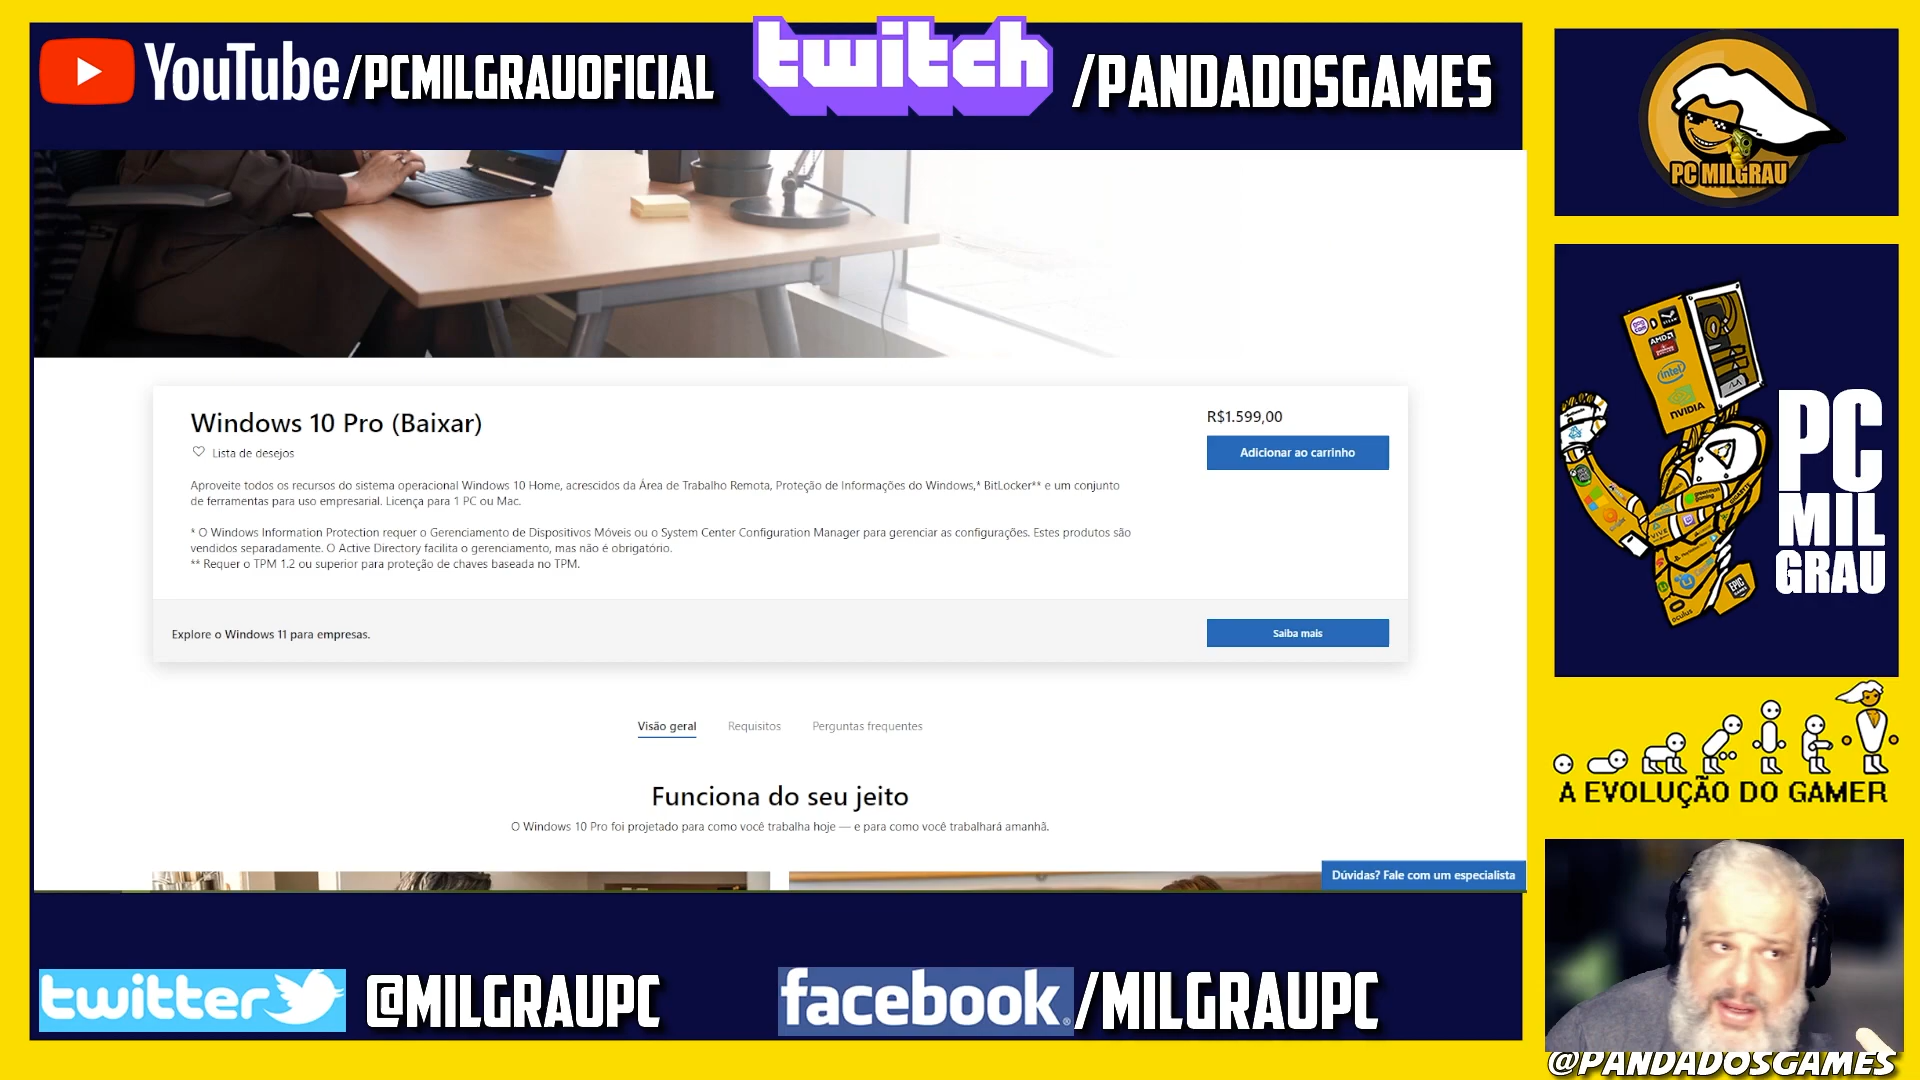 YouTube/PCMILGRAUOFICIAL
twitch /PANDADOSGAMES
PC MILGRAU
Windows 10 Pro (Baixar)
Lista de desejos
R$1.599,00
Adicionar ao carrinho
Aproveite todos os recursos do sistema operacional Windows 10 Home, acrescidos da Área de Trabalho Remota, Proteção de Informações do Windows,* BitLocker** e um conjunto
de ferramentas para uso empresarial. Licença para 1 PC ou Mac.
* O Windows Information Protection requer o Gerenciamento de Dispositivos Móveis ou o System Center Configuration Manager para gerenciar as configurações. Estes produtos são
vendidos separadamente. O Active Directory facilita o gerenciamento, mas não é obrigatório.
** Requer o TPM 1.2 ou superior para proteção de chaves baseada no TPM.
Explore o Windows 11 para empresas.
Saiba mais
Visão geral
Requisitos
Perguntas frequentes
Funciona do seu jeito
O Windows 10 Pro foi projetado para como você trabalha hoje — e para como você trabalhará amanhã.
Dúvidas? Fale com um especialista
AMD
intel
NVIDIA
EPIC
GAMES
oculus
VIVE
PC
MIL
GRAU
A EVOLUÇÃO DO GAMER
twitter @MILGRAUPC
facebook /MILGRAUPC
@PANDADOSGAMES